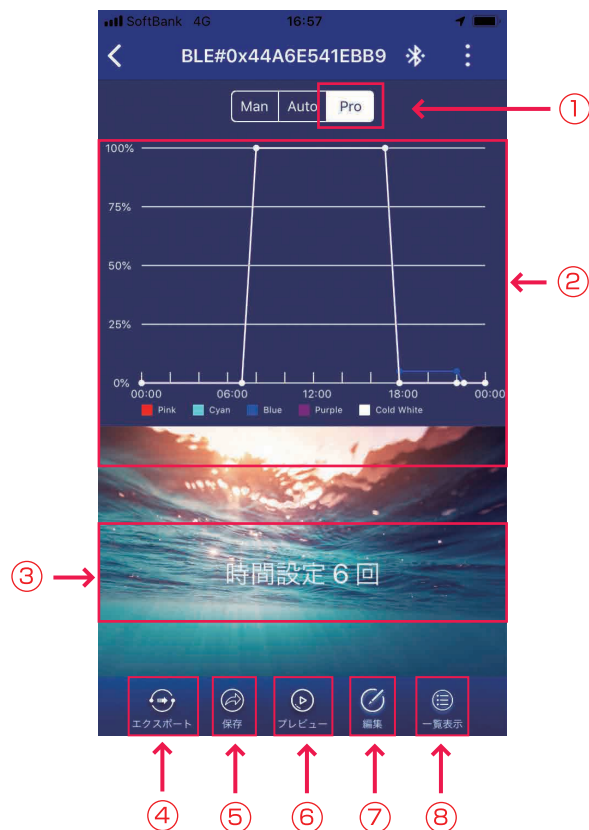 SoftBank 4G 16:57
BLE#0x44A6E541EBB9
Man Auto Pro
①
100%
75%
50%
②
25%
0%
00:00 06:00 12:00 18:00 00:00
Pink Cyan Blue Purple Cold White
③
時間設定6回
エクスポート 保存 プレビュー 編集 一覧表示
④ ⑤ ⑥ ⑦ ⑧